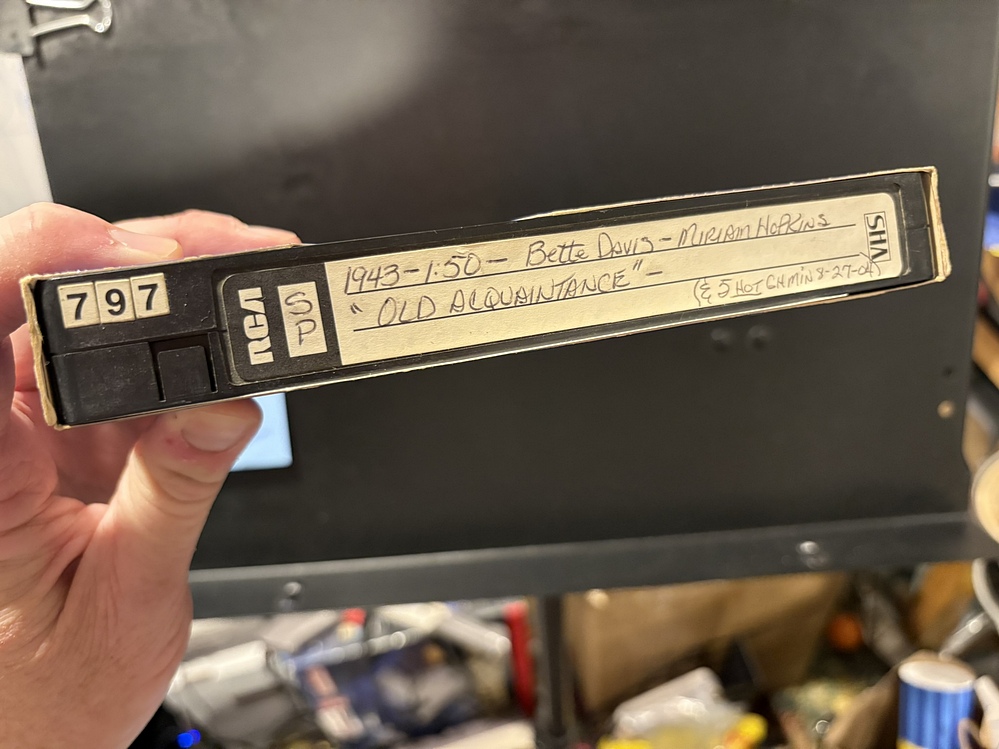 797
RCA
SP
1943-1:50- Bette Davis-Miriam Hopkins
"OLD ACQUAINTANCE"-
(& 5 HOT CH MIN 8-27-04)
VHS